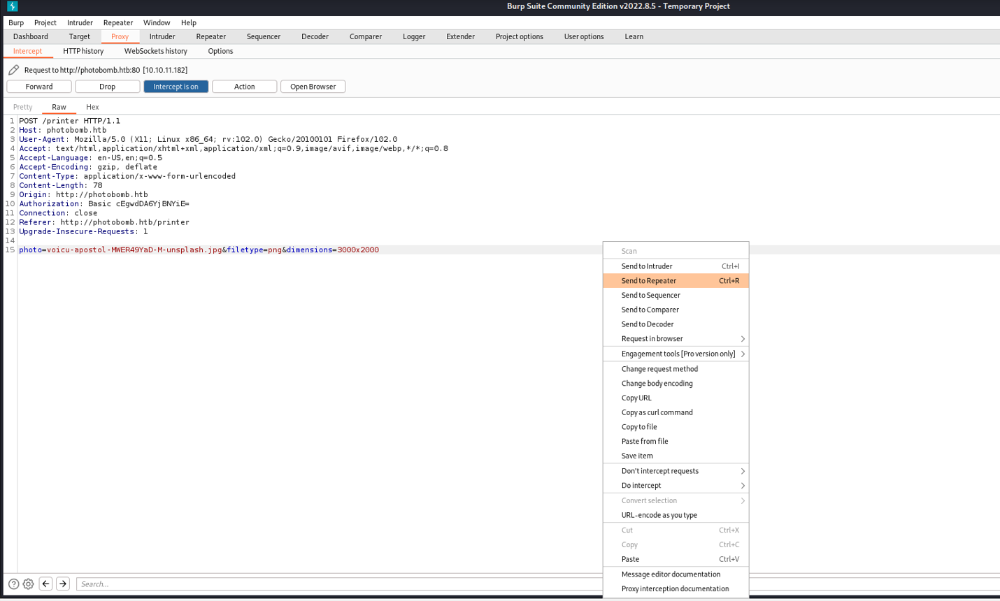 Burp Suite Community Edition v2022.8.5 - Temporary Project
Burp Project Intruder Repeater Window Help
Dashboard Target Proxy Intruder Repeater Sequencer Decoder Comparer Logger Extender Project options User options Learn
Intercept HTTP history WebSockets history Options
Request to http://photobomb.htb:80 [10.10.11.182]
Forward Drop Intercept is on Action Open Browser
Pretty Raw Hex
1 POST /printer HTTP/1.1
2 Host: photobomb.htb
3 User-Agent: Mozilla/5.0 (X11; Linux x86_64; rv:102.0) Gecko/20100101 Firefox/102.0
4 Accept: text/html,application/xhtml+xml,application/xml;q=0.9,image/avif,image/webp,*/*;q=0.8
5 Accept-Language: en-US,en;q=0.5
6 Accept-Encoding: gzip, deflate
7 Content-Type: application/x-www-form-urlencoded
8 Content-Length: 78
9 Origin: http://photobomb.htb
10 Authorization: Basic cEgwdDA6YjBNYiE=
11 Connection: close
12 Referer: http://photobomb.htb/printer
13 Upgrade-Insecure-Requests: 1
14
15 photo=voicu-apostol-MWER49YaD-M-unsplash.jpg&filetype=png&dimensions=3000x2000
Scan
Send to Intruder Ctrl+I
Send to Repeater Ctrl+R
Send to Sequencer
Send to Comparer
Send to Decoder
Request in browser
Engagement tools [Pro version only]
Change request method
Change body encoding
Copy URL
Copy as curl command
Copy to file
Paste from file
Save item
Don't intercept requests
Do intercept
Convert selection
URL-encode as you type
Cut Ctrl+X
Copy Ctrl+C
Paste Ctrl+V
Message editor documentation
Proxy interception documentation
Search...